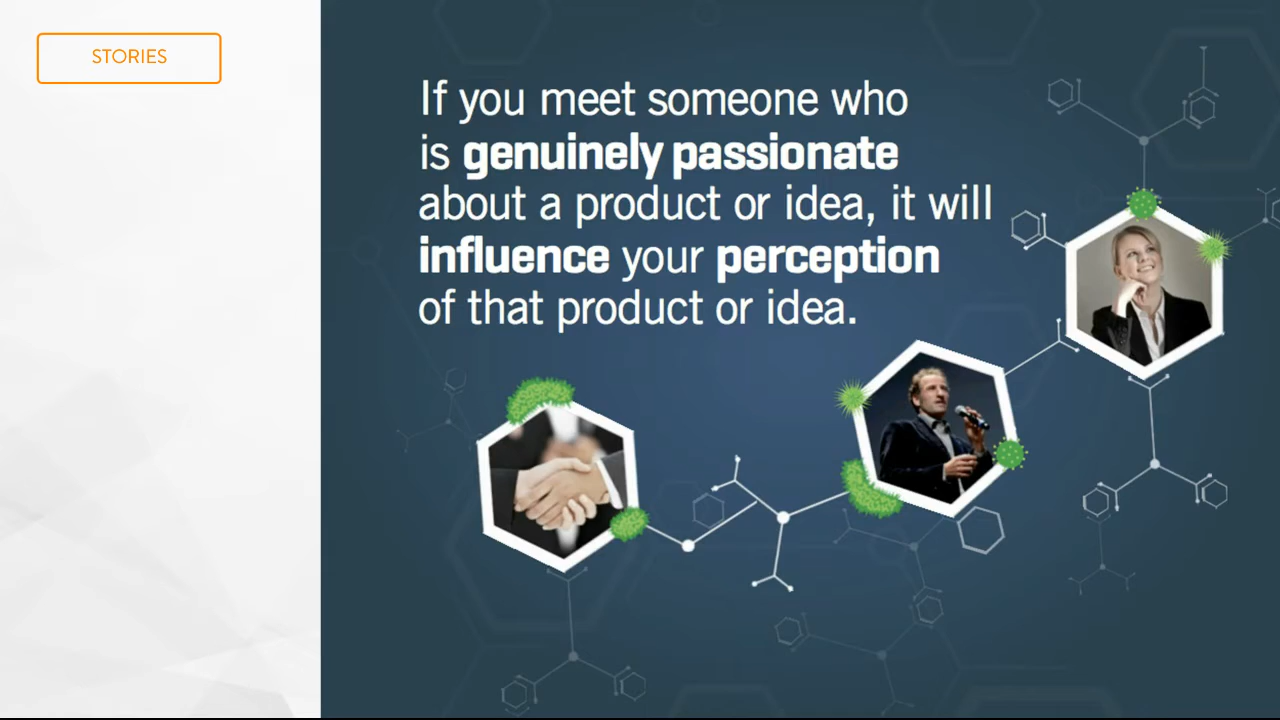 STORIES
If you meet someone who
is genuinely passionate
about a product or idea, it will
influence your perception
of that product or idea.